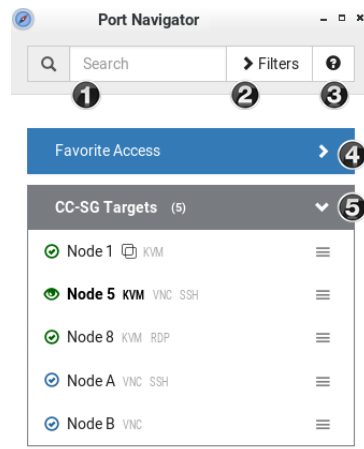 Port Navigator
Search
Filters
1 2 3
Favorite Access
4
CC-SG Targets (5)
5
Node 1 KVM
Node 5 KVM VNC SSH
Node 8 KVM RDP
Node A VNC SSH
Node B VNC